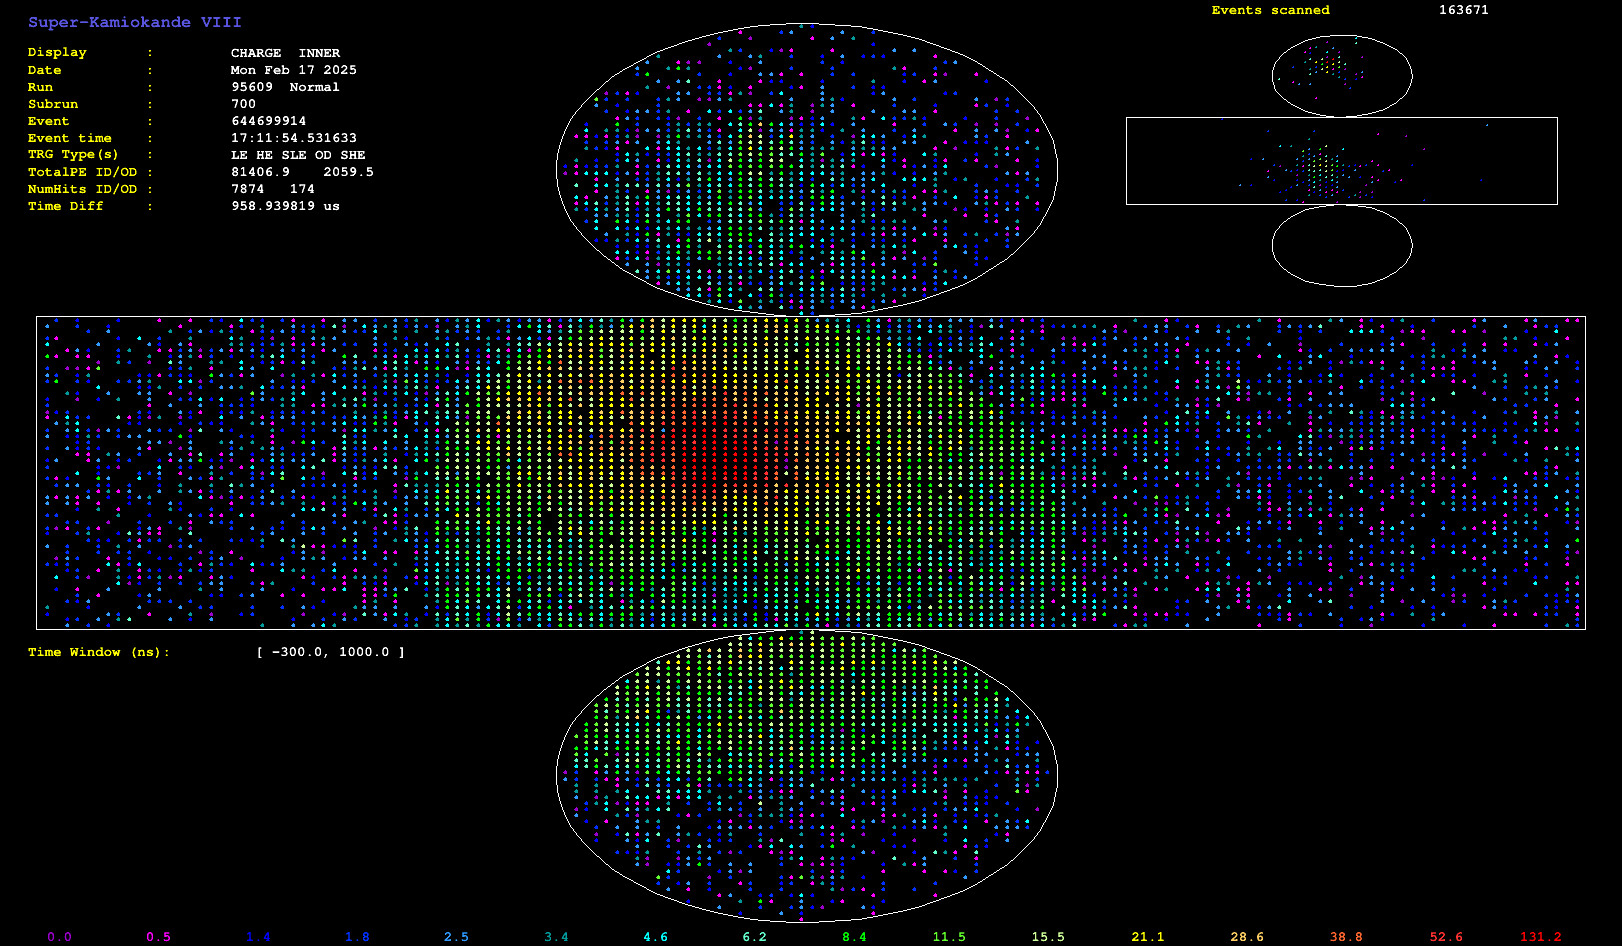 Super-Kamiokande VIII
Events scanned 163671
Display : CHARGE INNER
Date : Mon Feb 17 2025
Run : 95609 Normal
Subrun : 700
Event : 644699914
Event time : 17:11:54.531633
TRG Type(s) : LE HE SLE OD SHE
TotalPE ID/OD : 81406.9 2059.5
NumHits ID/OD : 7874 174
Time Diff : 958.939819 us
Time Window (ns): [ -300.0, 1000.0 ]
0.0 0.5 1.4 1.8 2.5 3.4 4.6 6.2 8.4 11.5 15.5 21.1 28.6 38.8 52.6 131.2